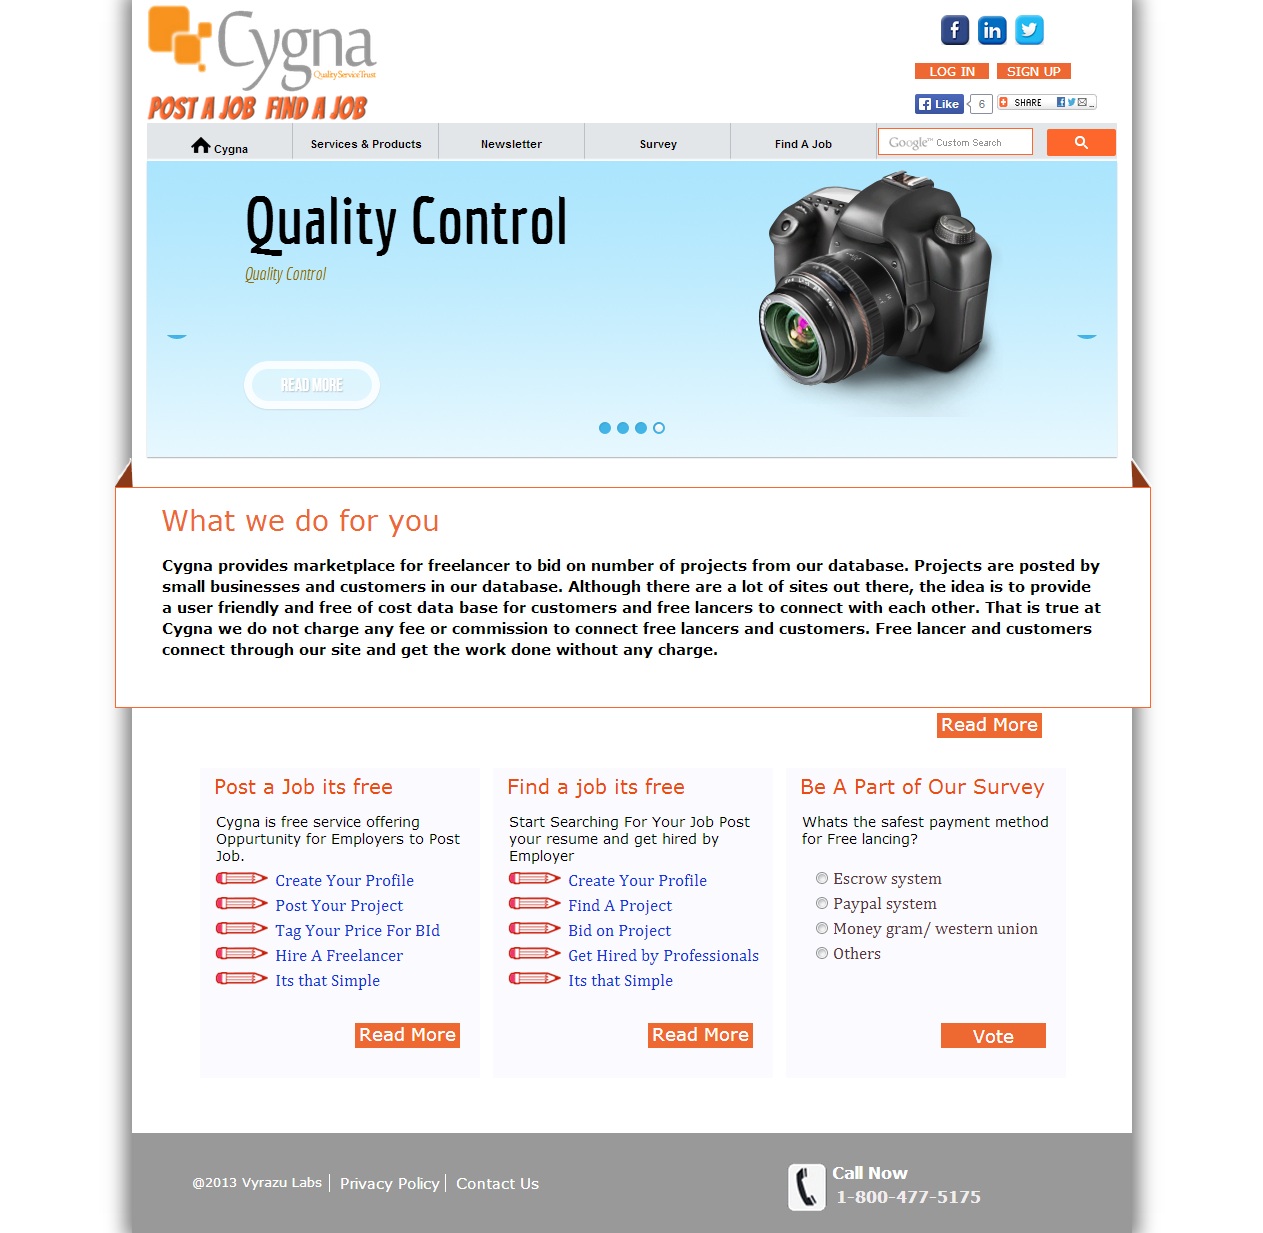 Cygna
QualityServiceTrust
POST A JOB FIND A JOB
LOG IN SIGN UP
Like 6 SHARE
Cygna Services & Products Newsletter Survey Find A Job Google™ Custom Search
Quality Control
Quality Control
READ MORE
What we do for you
Cygna provides marketplace for freelancer to bid on number of projects from our database. Projects are posted by
small businesses and customers in our database. Although there are a lot of sites out there, the idea is to provide
a user friendly and free of cost data base for customers and free lancers to connect with each other. That is true at
Cygna we do not charge any fee or commission to connect free lancers and customers. Free lancer and customers
connect through our site and get the work done without any charge.
Read More
Post a Job its free
Cygna is free service offering
Oppurtunity for Employers to Post
Job.
Create Your Profile
Post Your Project
Tag Your Price For BId
Hire A Freelancer
Its that Simple
Read More
Find a job its free
Start Searching For Your Job Post
your resume and get hired by
Employer
Create Your Profile
Find A Project
Bid on Project
Get Hired by Professionals
Its that Simple
Read More
Be A Part of Our Survey
Whats the safest payment method
for Free lancing?
Escrow system
Paypal system
Money gram/ western union
Others
Vote
@2013 Vyrazu Labs Privacy Policy Contact Us
Call Now
1-800-477-5175